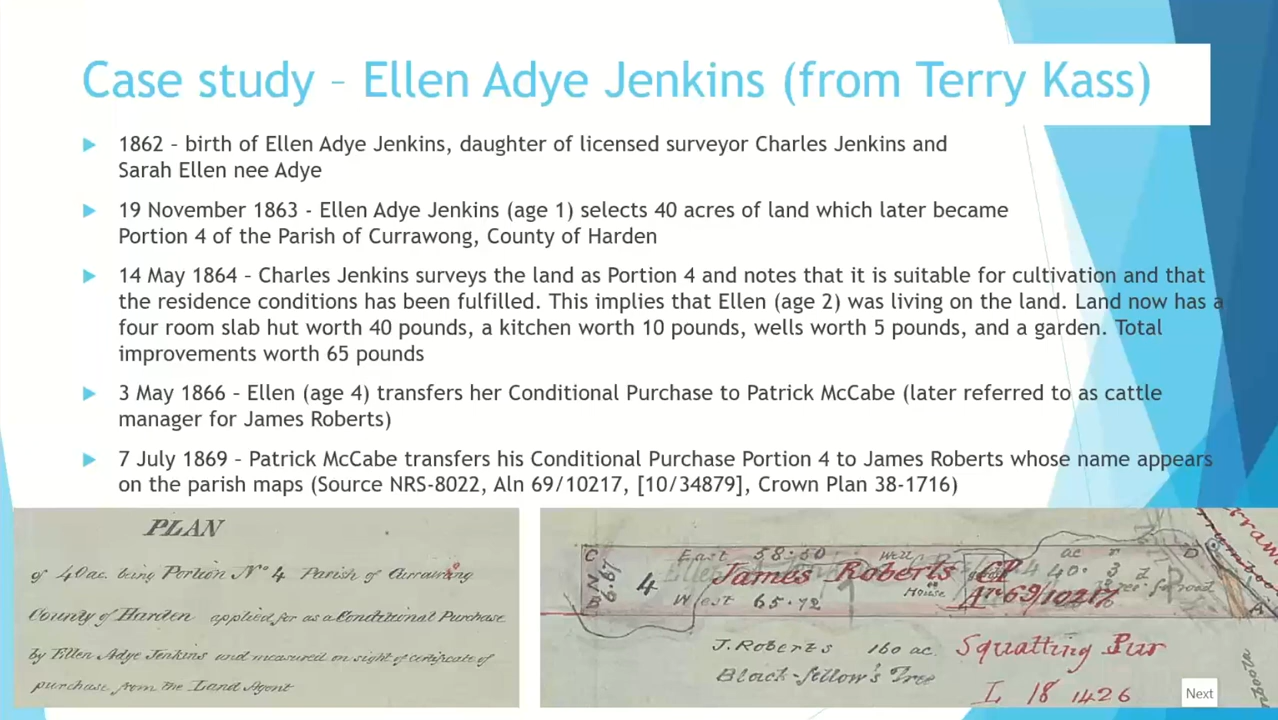 Case study – Ellen Adye Jenkins (from Terry Kass)
1862 – birth of Ellen Adye Jenkins, daughter of licensed surveyor Charles Jenkins and
Sarah Ellen nee Adye
19 November 1863 - Ellen Adye Jenkins (age 1) selects 40 acres of land which later became
Portion 4 of the Parish of Currawong, County of Harden
14 May 1864 – Charles Jenkins surveys the land as Portion 4 and notes that it is suitable for cultivation and that
the residence conditions has been fulfilled. This implies that Ellen (age 2) was living on the land. Land now has a
four room slab hut worth 40 pounds, a kitchen worth 10 pounds, wells worth 5 pounds, and a garden. Total
improvements worth 65 pounds
3 May 1866 – Ellen (age 4) transfers her Conditional Purchase to Patrick McCabe (later referred to as cattle
manager for James Roberts)
7 July 1869 – Patrick McCabe transfers his Conditional Purchase Portion 4 to James Roberts whose name appears
on the parish maps (Source NRS-8022, Aln 69/10217, [10/34879], Crown Plan 38-1716)
PLAN
of 40ac. being Portion No 4 Parish of Currawong
County of Harden applied for as a Conditional Purchase
by Ellen Adye Jenkins and measured on sight of certificate of
purchase from the Land Agent
C East 58·50 Well ac r D
N 6.67 4 James Roberts CP 40· 3
B West 65·72 House 69/10217 A
J. Roberts 160 ac. Squatting Pur
Black-fellow's Tree
L 18 1426
Next